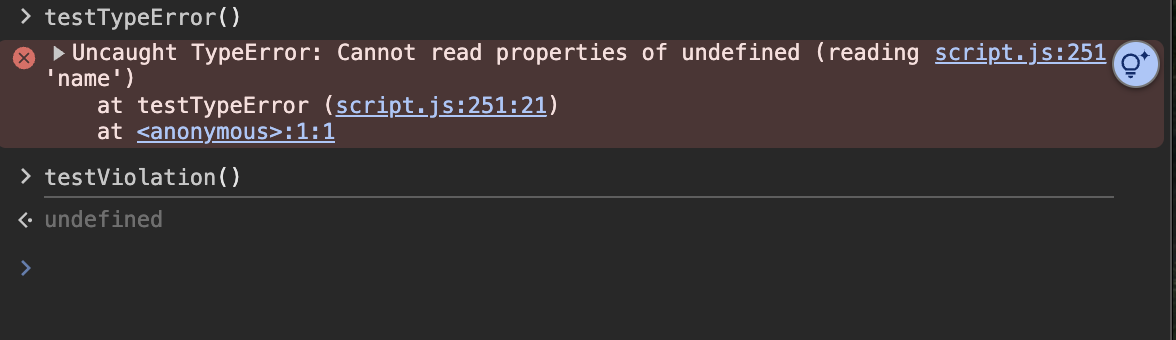 > testTypeError()
▶Uncaught TypeError: Cannot read properties of undefined (reading script.js:251
'name')
at testTypeError (script.js:251:21)
at <anonymous>:1:1
> testViolation()
undefined
>